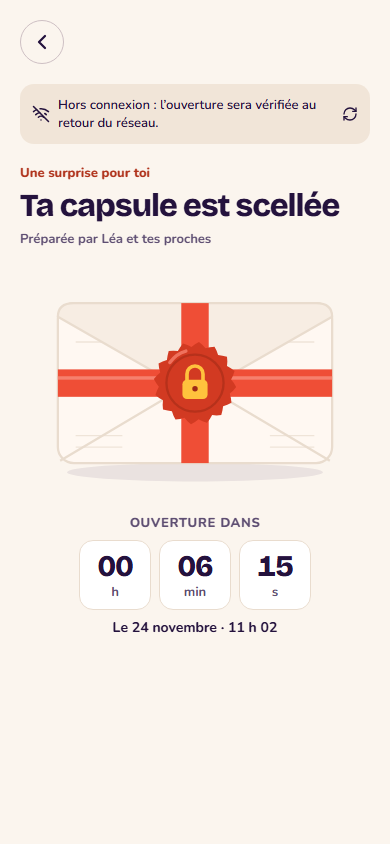 Hors connexion : l'ouverture sera vérifiée au
retour du réseau.
Une surprise pour toi
Ta capsule est scellée
Préparée par Léa et tes proches
OUVERTURE DANS
00 06 15
h min s
Le 24 novembre · 11 h 02